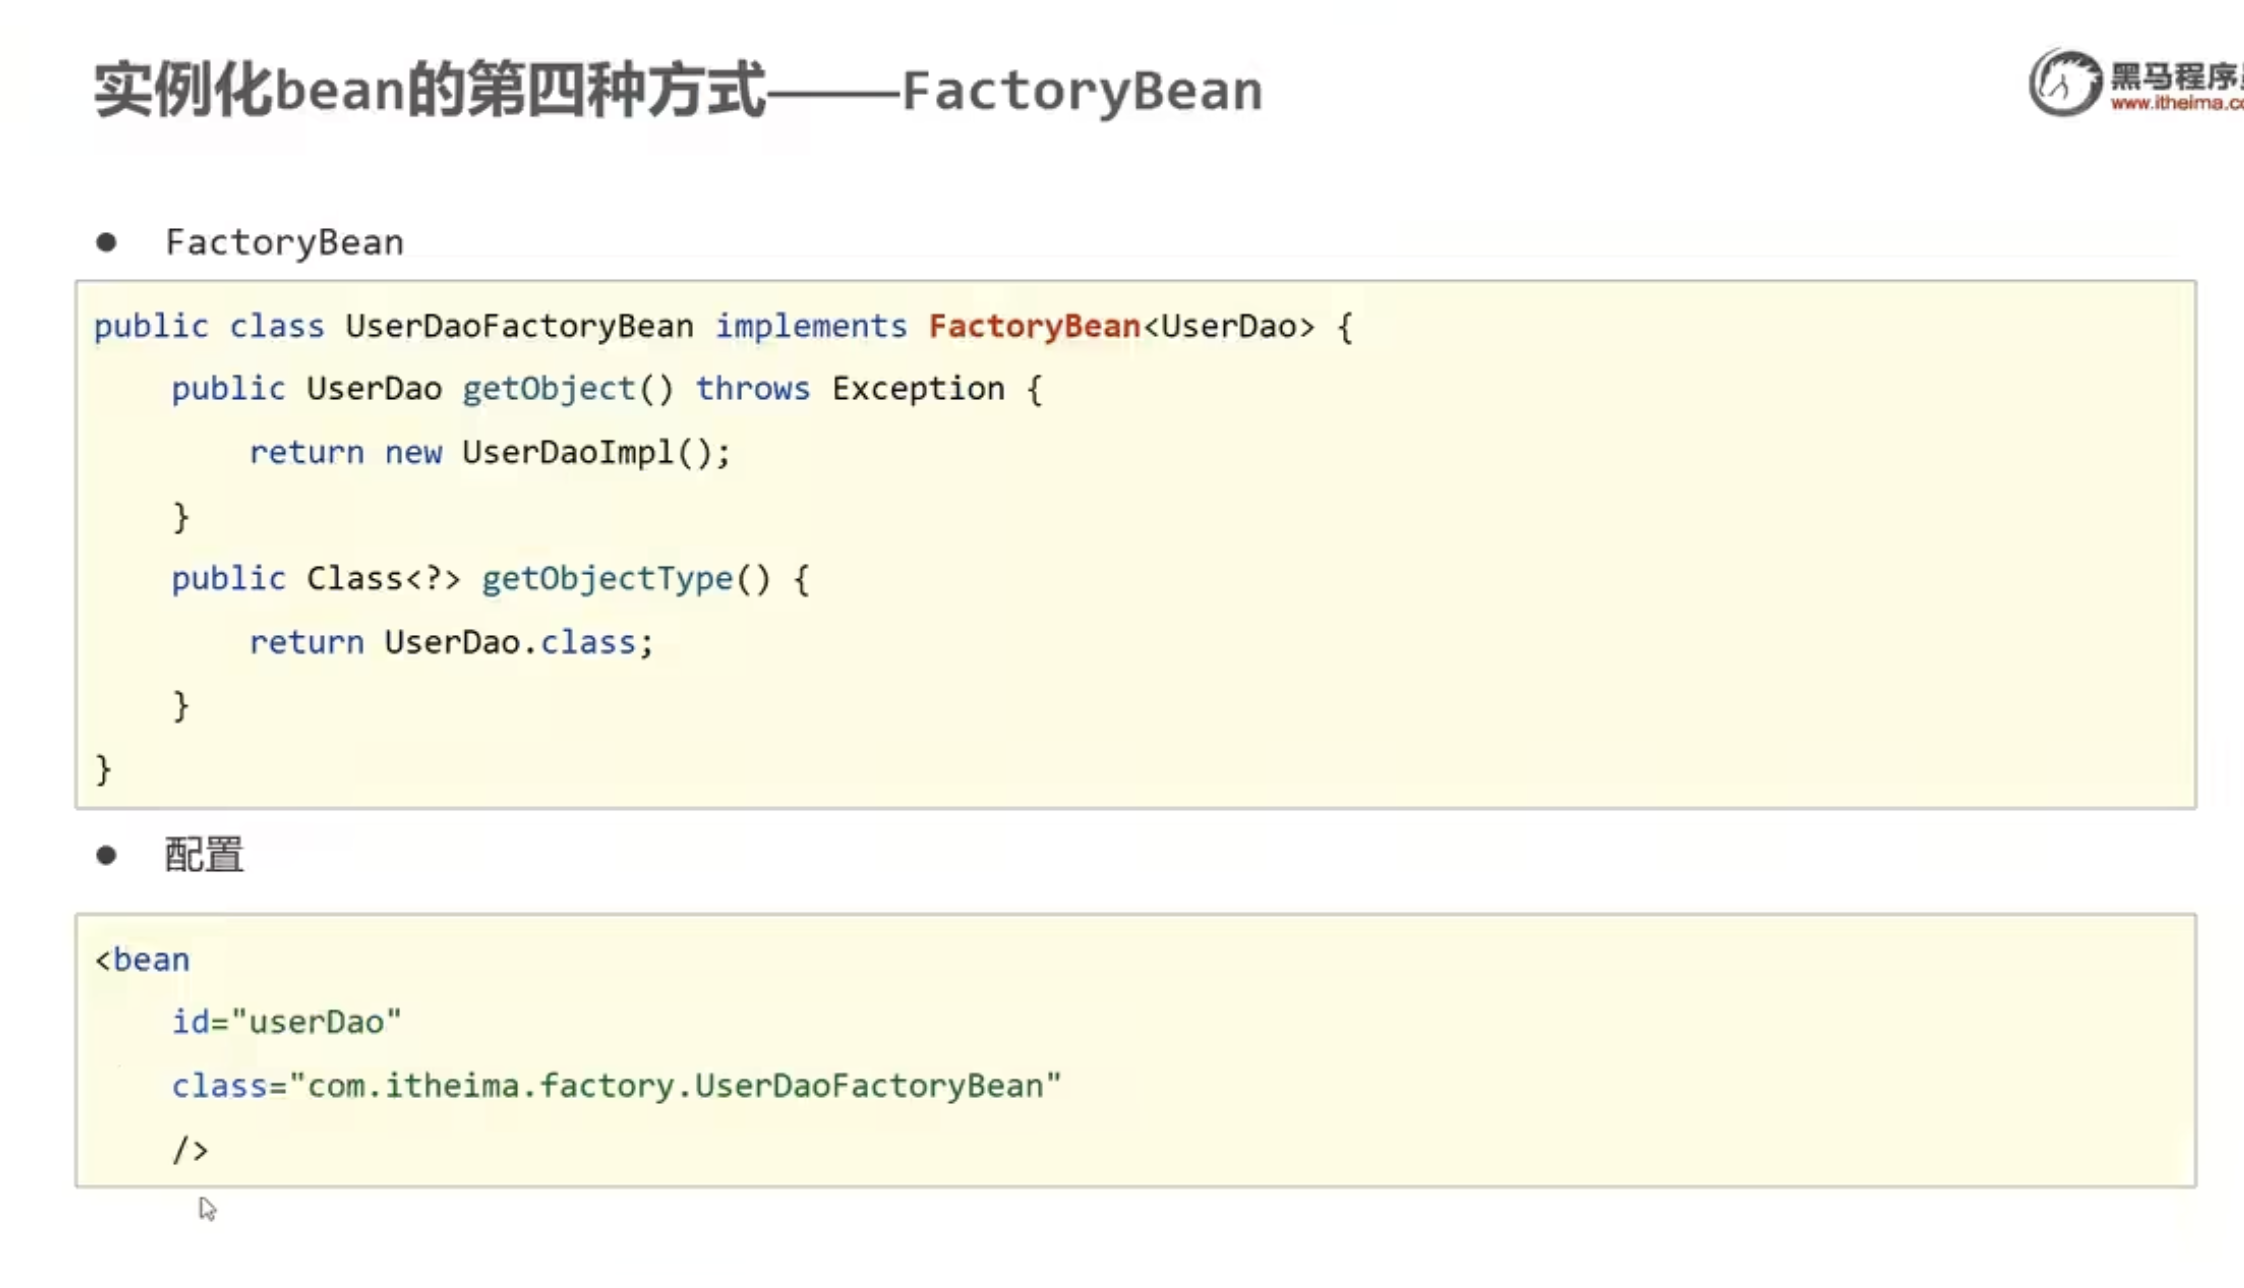 实例化bean的第四种方式——FactoryBean
黑马程序
www.itheima.co
● FactoryBean
public class UserDaoFactoryBean implements FactoryBean<UserDao> {
    public UserDao getObject() throws Exception {
        return new UserDaoImpl();
    }
    public Class<?> getObjectType() {
        return UserDao.class;
    }
}
● 配置
<bean
    id="userDao"
    class="com.itheima.factory.UserDaoFactoryBean"
    />